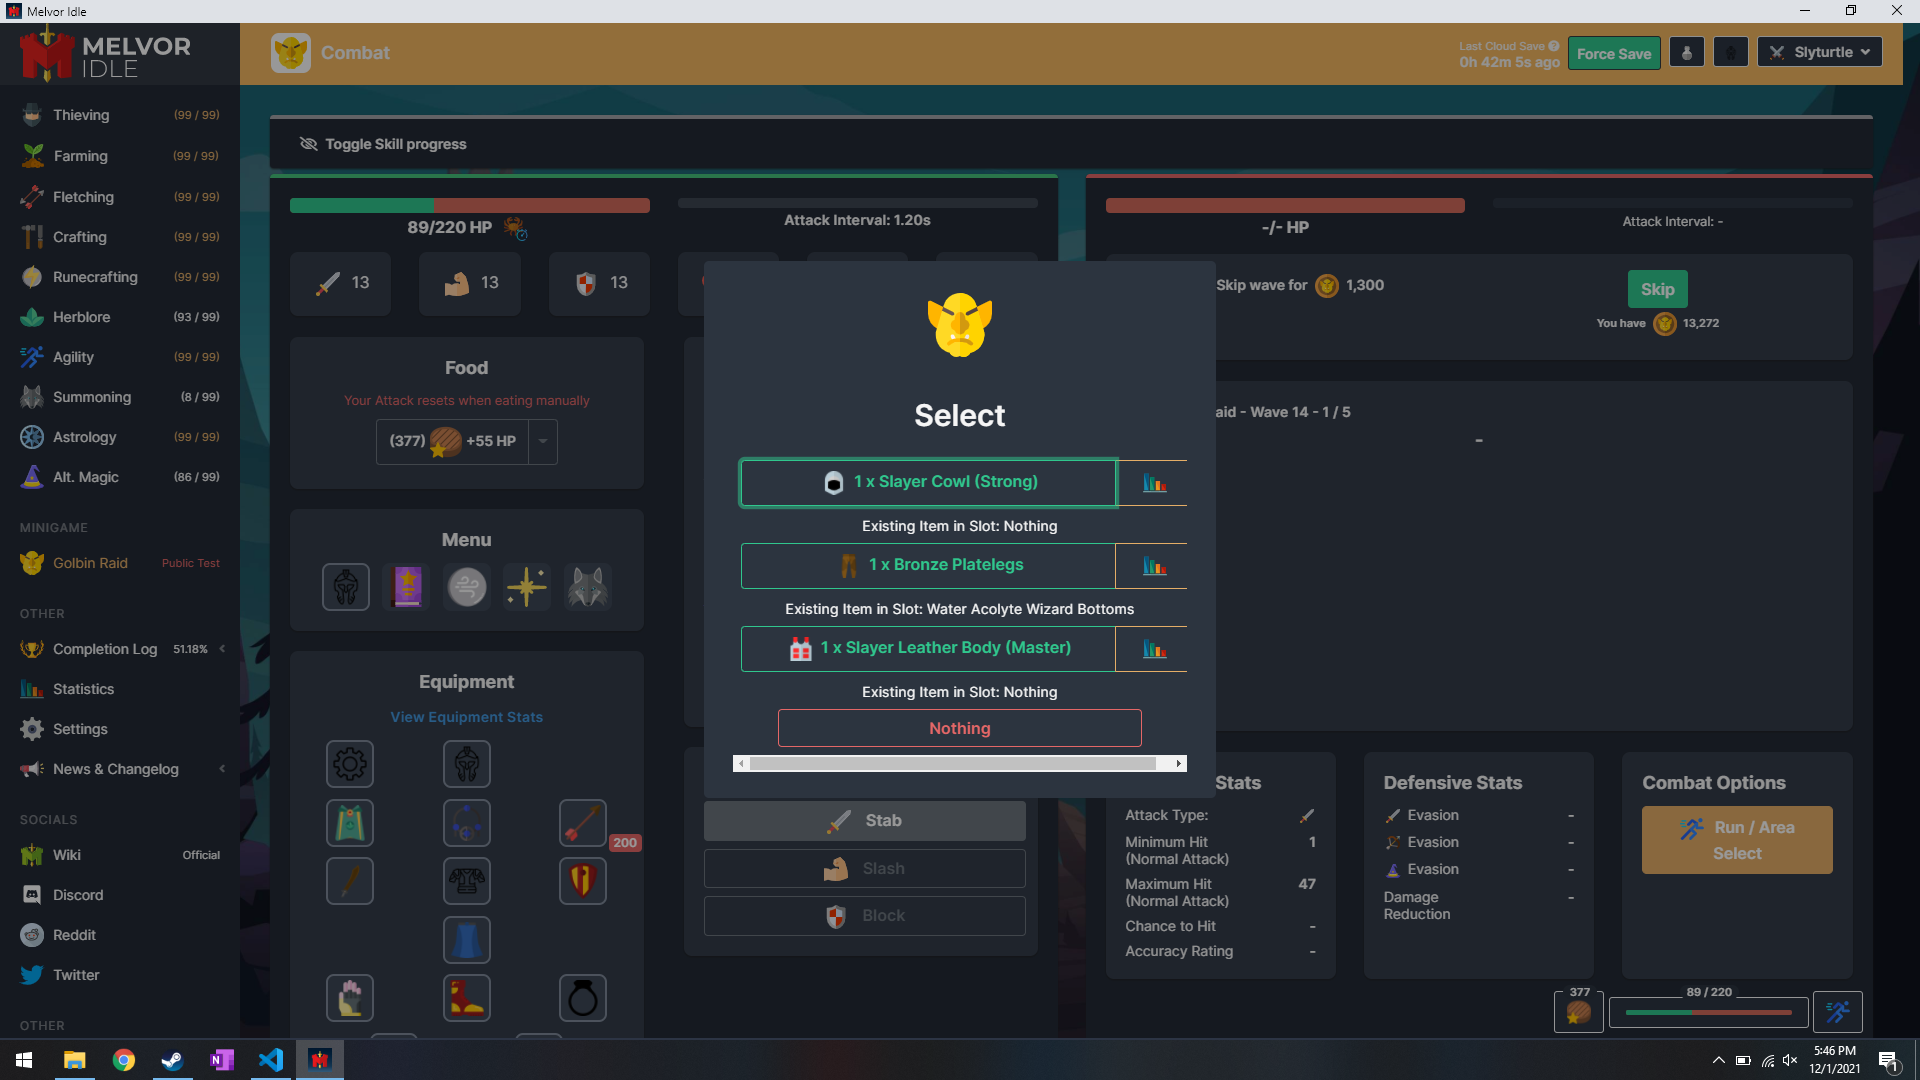 Melvor Idle
MELVOR
IDLE
Combat
Last Cloud Save
0h 42m 5s ago
Force Save
Slyturtle
Thieving (99 / 99)
Farming (99 / 99)
Fletching (99 / 99)
Crafting (99 / 99)
Runecrafting (99 / 99)
Herblore (93 / 99)
Agility (99 / 99)
Summoning (8 / 99)
Astrology (99 / 99)
Alt. Magic (86 / 99)
MINIGAME
Golbin Raid Public Test
OTHER
Completion Log 51.18%
Statistics
Settings
News & Changelog
SOCIALS
Wiki Official
Discord
Reddit
Twitter
OTHER
Toggle Skill progress
89/220 HP
Attack Interval: 1.20s
13 13 13
Food
Your Attack resets when eating manually
(377) +55 HP
Menu
Equipment
View Equipment Stats
200
Select
1 x Slayer Cowl (Strong)
Existing Item in Slot: Nothing
1 x Bronze Platelegs
Existing Item in Slot: Water Acolyte Wizard Bottoms
1 x Slayer Leather Body (Master)
Existing Item in Slot: Nothing
Nothing
Stab
Slash
Block
-/- HP
Attack Interval: -
Skip wave for 1,300
Skip
You have 13,272
aid - Wave 14 - 1 / 5
-
Stats
Attack Type:
Minimum Hit 1
(Normal Attack)
Maximum Hit 47
(Normal Attack)
Chance to Hit -
Accuracy Rating -
Defensive Stats
Evasion -
Evasion -
Evasion -
Damage -
Reduction
Combat Options
Run / Area
Select
377
89 / 220
5:46 PM
12/1/2021
1